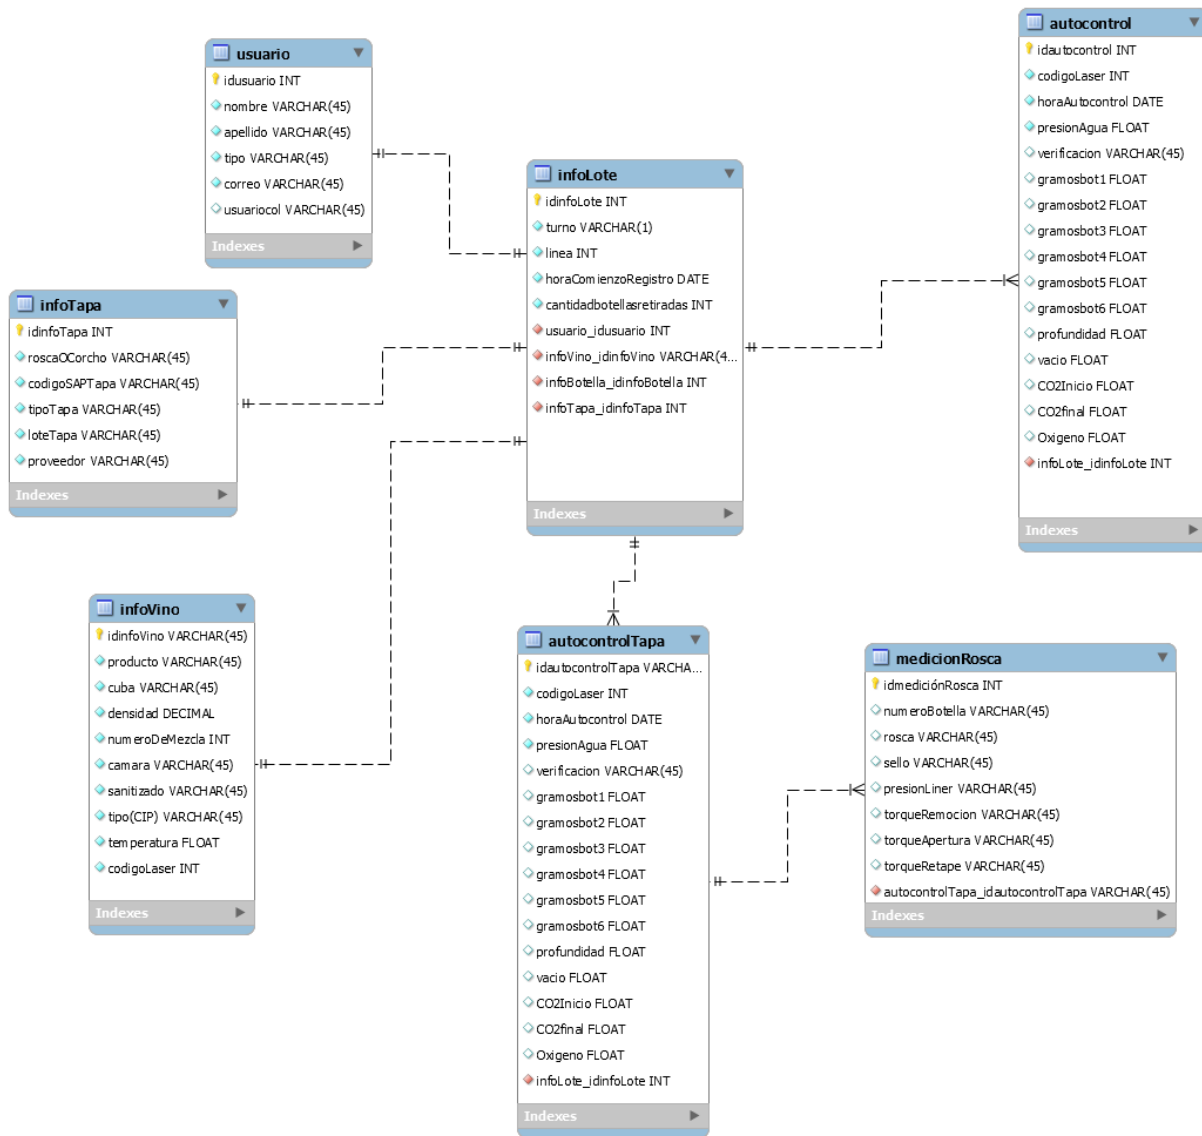 usuario
idusuario INT
nombre VARCHAR(45)
apellido VARCHAR(45)
tipo VARCHAR(45)
correo VARCHAR(45)
usuariocol VARCHAR(45)
Indexes
infoTapa
idinfoTapa INT
roscaOCorcho VARCHAR(45)
codigoSAPTapa VARCHAR(45)
tipoTapa VARCHAR(45)
loteTapa VARCHAR(45)
proveedor VARCHAR(45)
Indexes
infoVino
idinfoVino VARCHAR(45)
producto VARCHAR(45)
cuba VARCHAR(45)
densidad DECIMAL
numeroDeMezcla INT
camara VARCHAR(45)
sanitizado VARCHAR(45)
tipo(CIP) VARCHAR(45)
temperatura FLOAT
codigoLaser INT
Indexes
infoLote
idinfoLote INT
turno VARCHAR(1)
linea INT
horaComienzoRegistro DATE
cantidadbotellasretiradas INT
usuario_idusuario INT
infoVino_idinfoVino VARCHAR(4...
infoBotella_idinfoBotella INT
infoTapa_idinfoTapa INT
Indexes
autocontrolTapa
idautocontrolTapa VARCHA...
codigoLaser INT
horaAutocontrol DATE
presionAgua FLOAT
verificacion VARCHAR(45)
gramosbot1 FLOAT
gramosbot2 FLOAT
gramosbot3 FLOAT
gramosbot4 FLOAT
gramosbot5 FLOAT
gramosbot6 FLOAT
profundidad FLOAT
vacio FLOAT
CO2Inicio FLOAT
CO2final FLOAT
Oxigeno FLOAT
infoLote_idinfoLote INT
Indexes
autocontrol
idautocontrol INT
codigoLaser INT
horaAutocontrol DATE
presionAgua FLOAT
verificacion VARCHAR(45)
gramosbot1 FLOAT
gramosbot2 FLOAT
gramosbot3 FLOAT
gramosbot4 FLOAT
gramosbot5 FLOAT
gramosbot6 FLOAT
profundidad FLOAT
vacio FLOAT
CO2Inicio FLOAT
CO2final FLOAT
Oxigeno FLOAT
infoLote_idinfoLote INT
Indexes
medicionRosca
idmediciónRosca INT
numeroBotella VARCHAR(45)
rosca VARCHAR(45)
sello VARCHAR(45)
presionLiner VARCHAR(45)
torqueRemocion VARCHAR(45)
torqueApertura VARCHAR(45)
torqueRetape VARCHAR(45)
autocontrolTapa_idautocontrolTapa VARCHAR(45)
Indexes